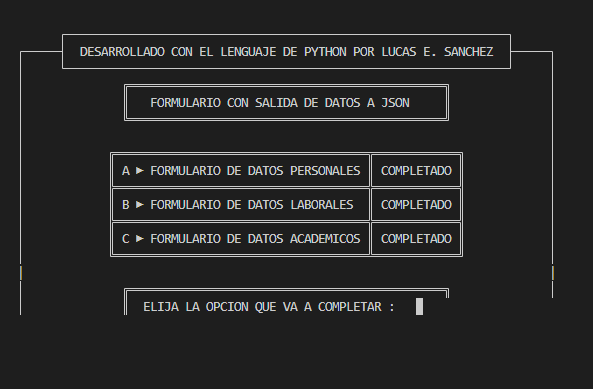 DESARROLLADO CON EL LENGUAJE DE PYTHON POR LUCAS E. SANCHEZ
FORMULARIO CON SALIDA DE DATOS A JSON
A ► FORMULARIO DE DATOS PERSONALES COMPLETADO
B ► FORMULARIO DE DATOS LABORALES COMPLETADO
C ► FORMULARIO DE DATOS ACADEMICOS COMPLETADO
ELIJA LA OPCION QUE VA A COMPLETAR :